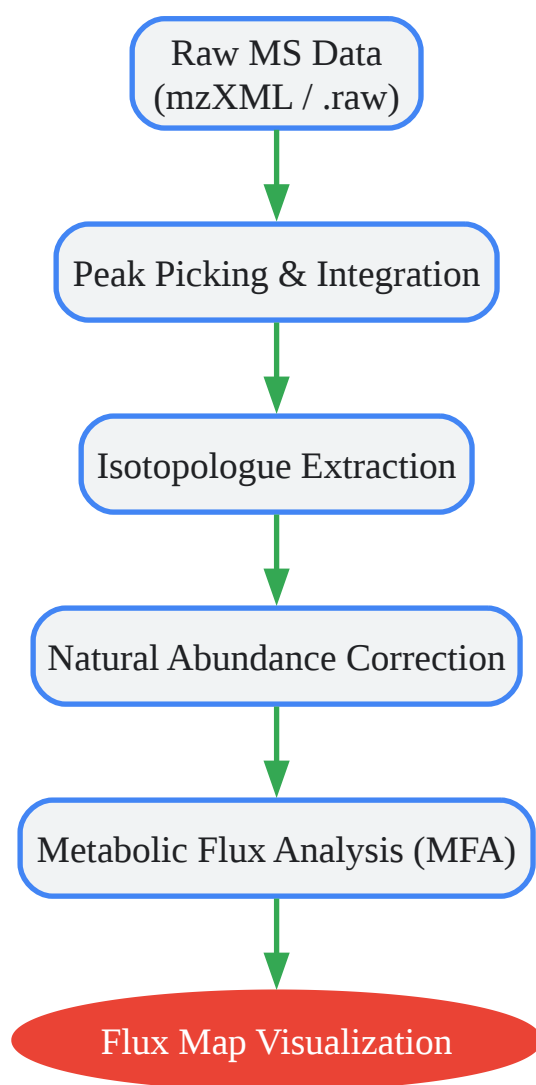 Raw MS Data
(mzXML / .raw)
Peak Picking & Integration
Isotopologue Extraction
Natural Abundance Correction
Metabolic Flux Analysis (MFA)
Flux Map Visualization